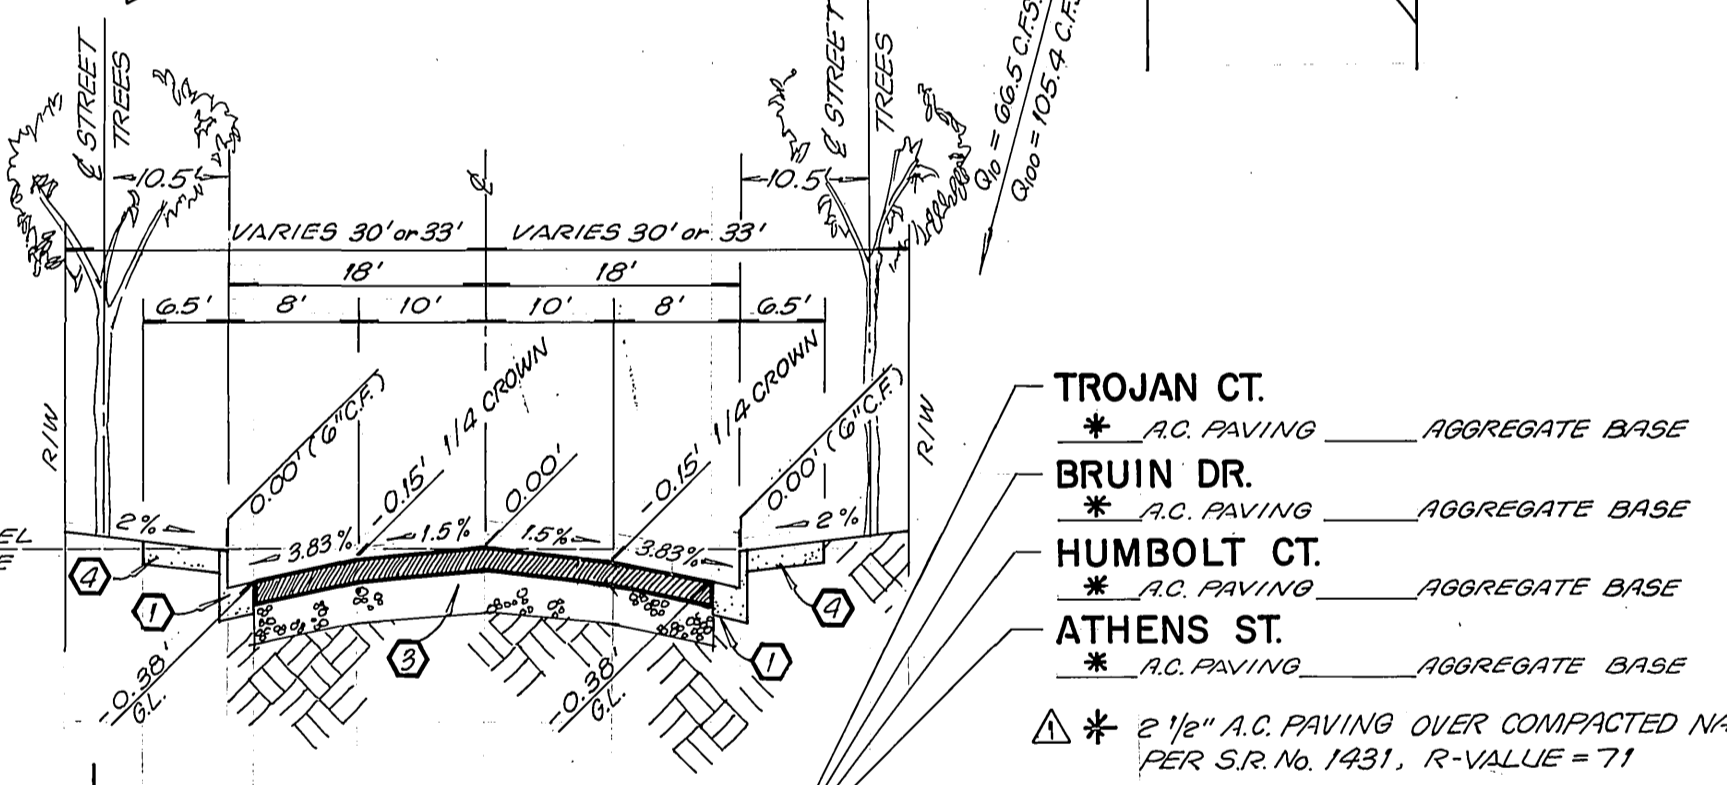 ℄ STREET
TREES
℄ STREET
TREES
Q10 = 66.5 C.F.S.
Q100 = 105.4 C.F.S
10.5'
℄
10.5'
VARIES 30' or 33'
VARIES 30' or 33'
18'
18'
6.5'
8'
10'
10'
8'
6.5'
R/W
0.00' (6" C.F.)
-0.15' 1/4 CROWN
0.00'
-0.15' 1/4 CROWN
0.00' (6" C.F.)
R/W
2%
3.83%
1.5%
1.5%
3.83%
2%
EL
4
1
3
1
4
-0.38'
G.L.
-0.38'
G.L.
TROJAN CT.
* A.C. PAVING ______ AGGREGATE BASE
BRUIN DR.
* A.C. PAVING ______ AGGREGATE BASE
HUMBOLT CT.
* A.C. PAVING ______ AGGREGATE BASE
ATHENS ST.
* A.C. PAVING ______ AGGREGATE BASE
1 * 2 1/2" A.C. PAVING OVER COMPACTED NA
PER S.R. No. 1431, R-VALUE = 71